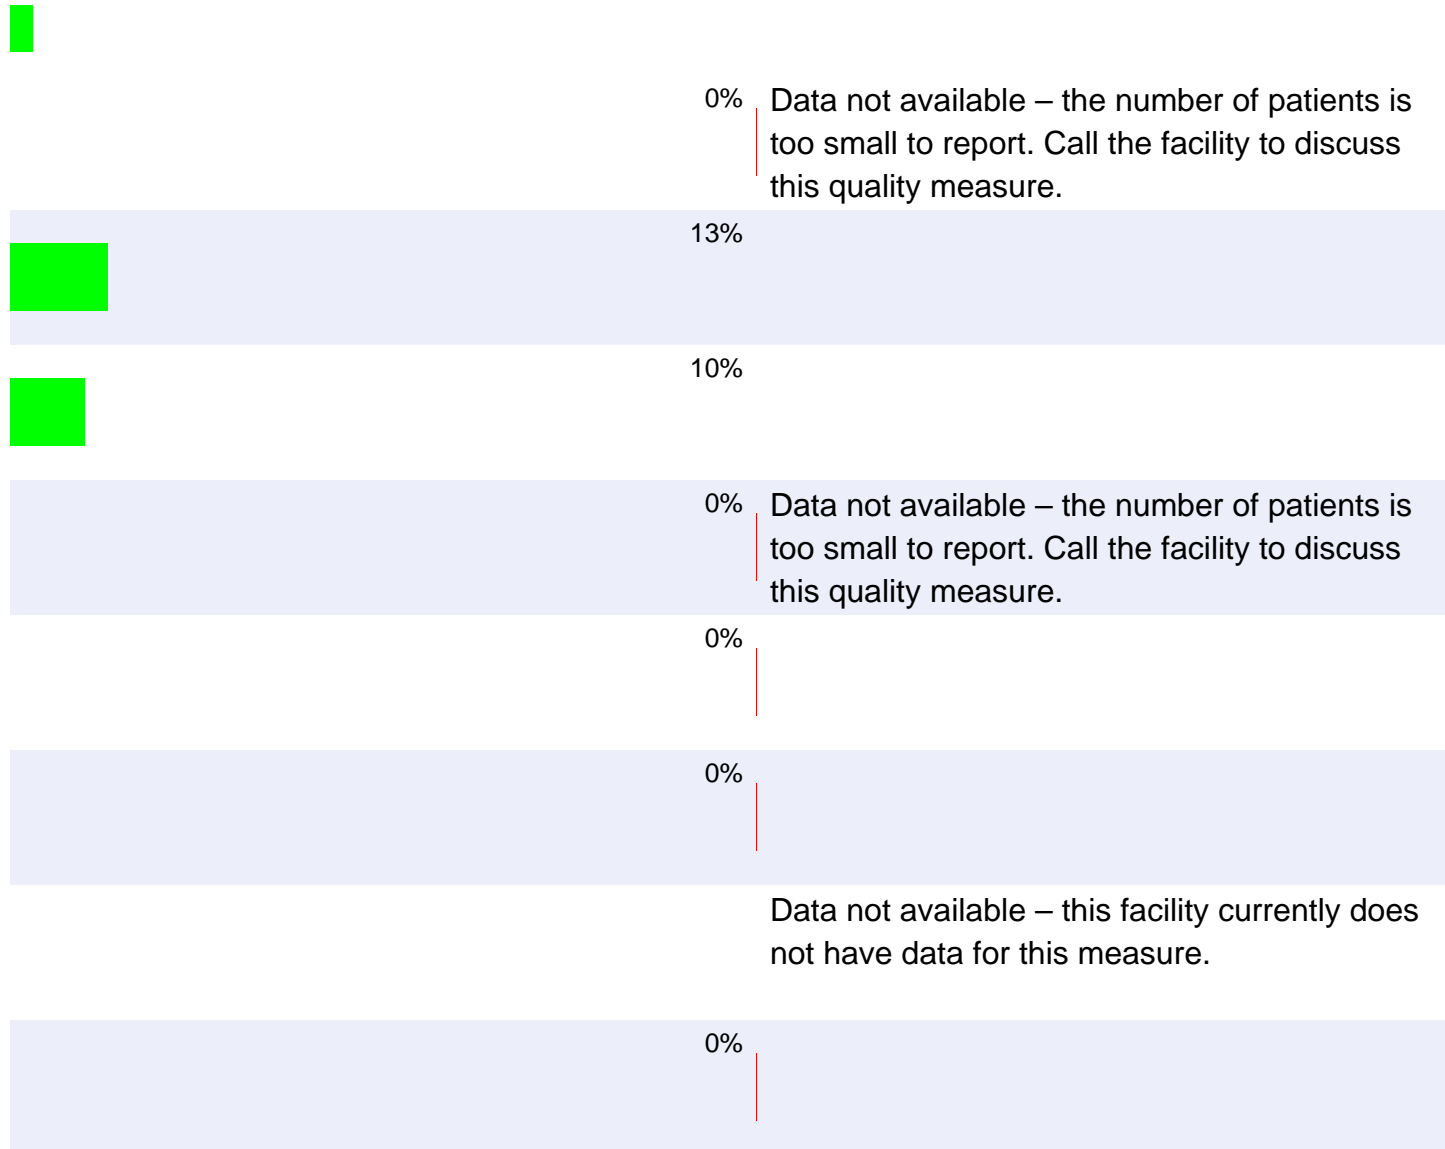 0% Data not available – the number of patients is
too small to report. Call the facility to discuss
this quality measure.
13%
10%
0% Data not available – the number of patients is
too small to report. Call the facility to discuss
this quality measure.
0%
0%
Data not available – this facility currently does
not have data for this measure.
0%